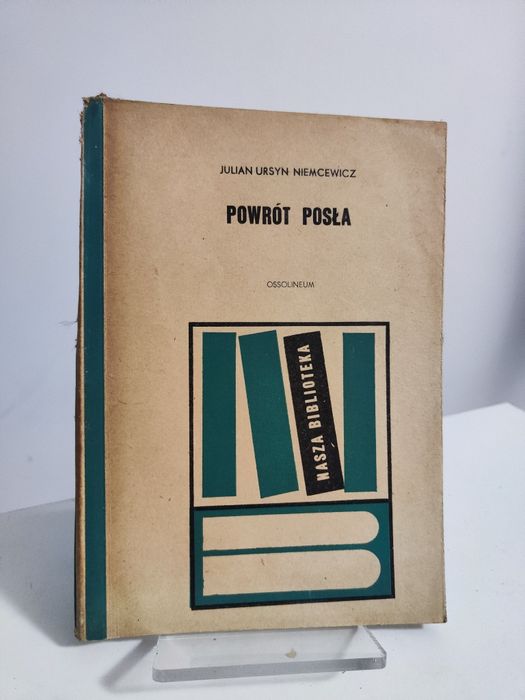 JULIAN URSYN NIEMCEWICZ
POWRÓT POSŁA
OSSOLINEUM
NASZA BIBLIOTEKA